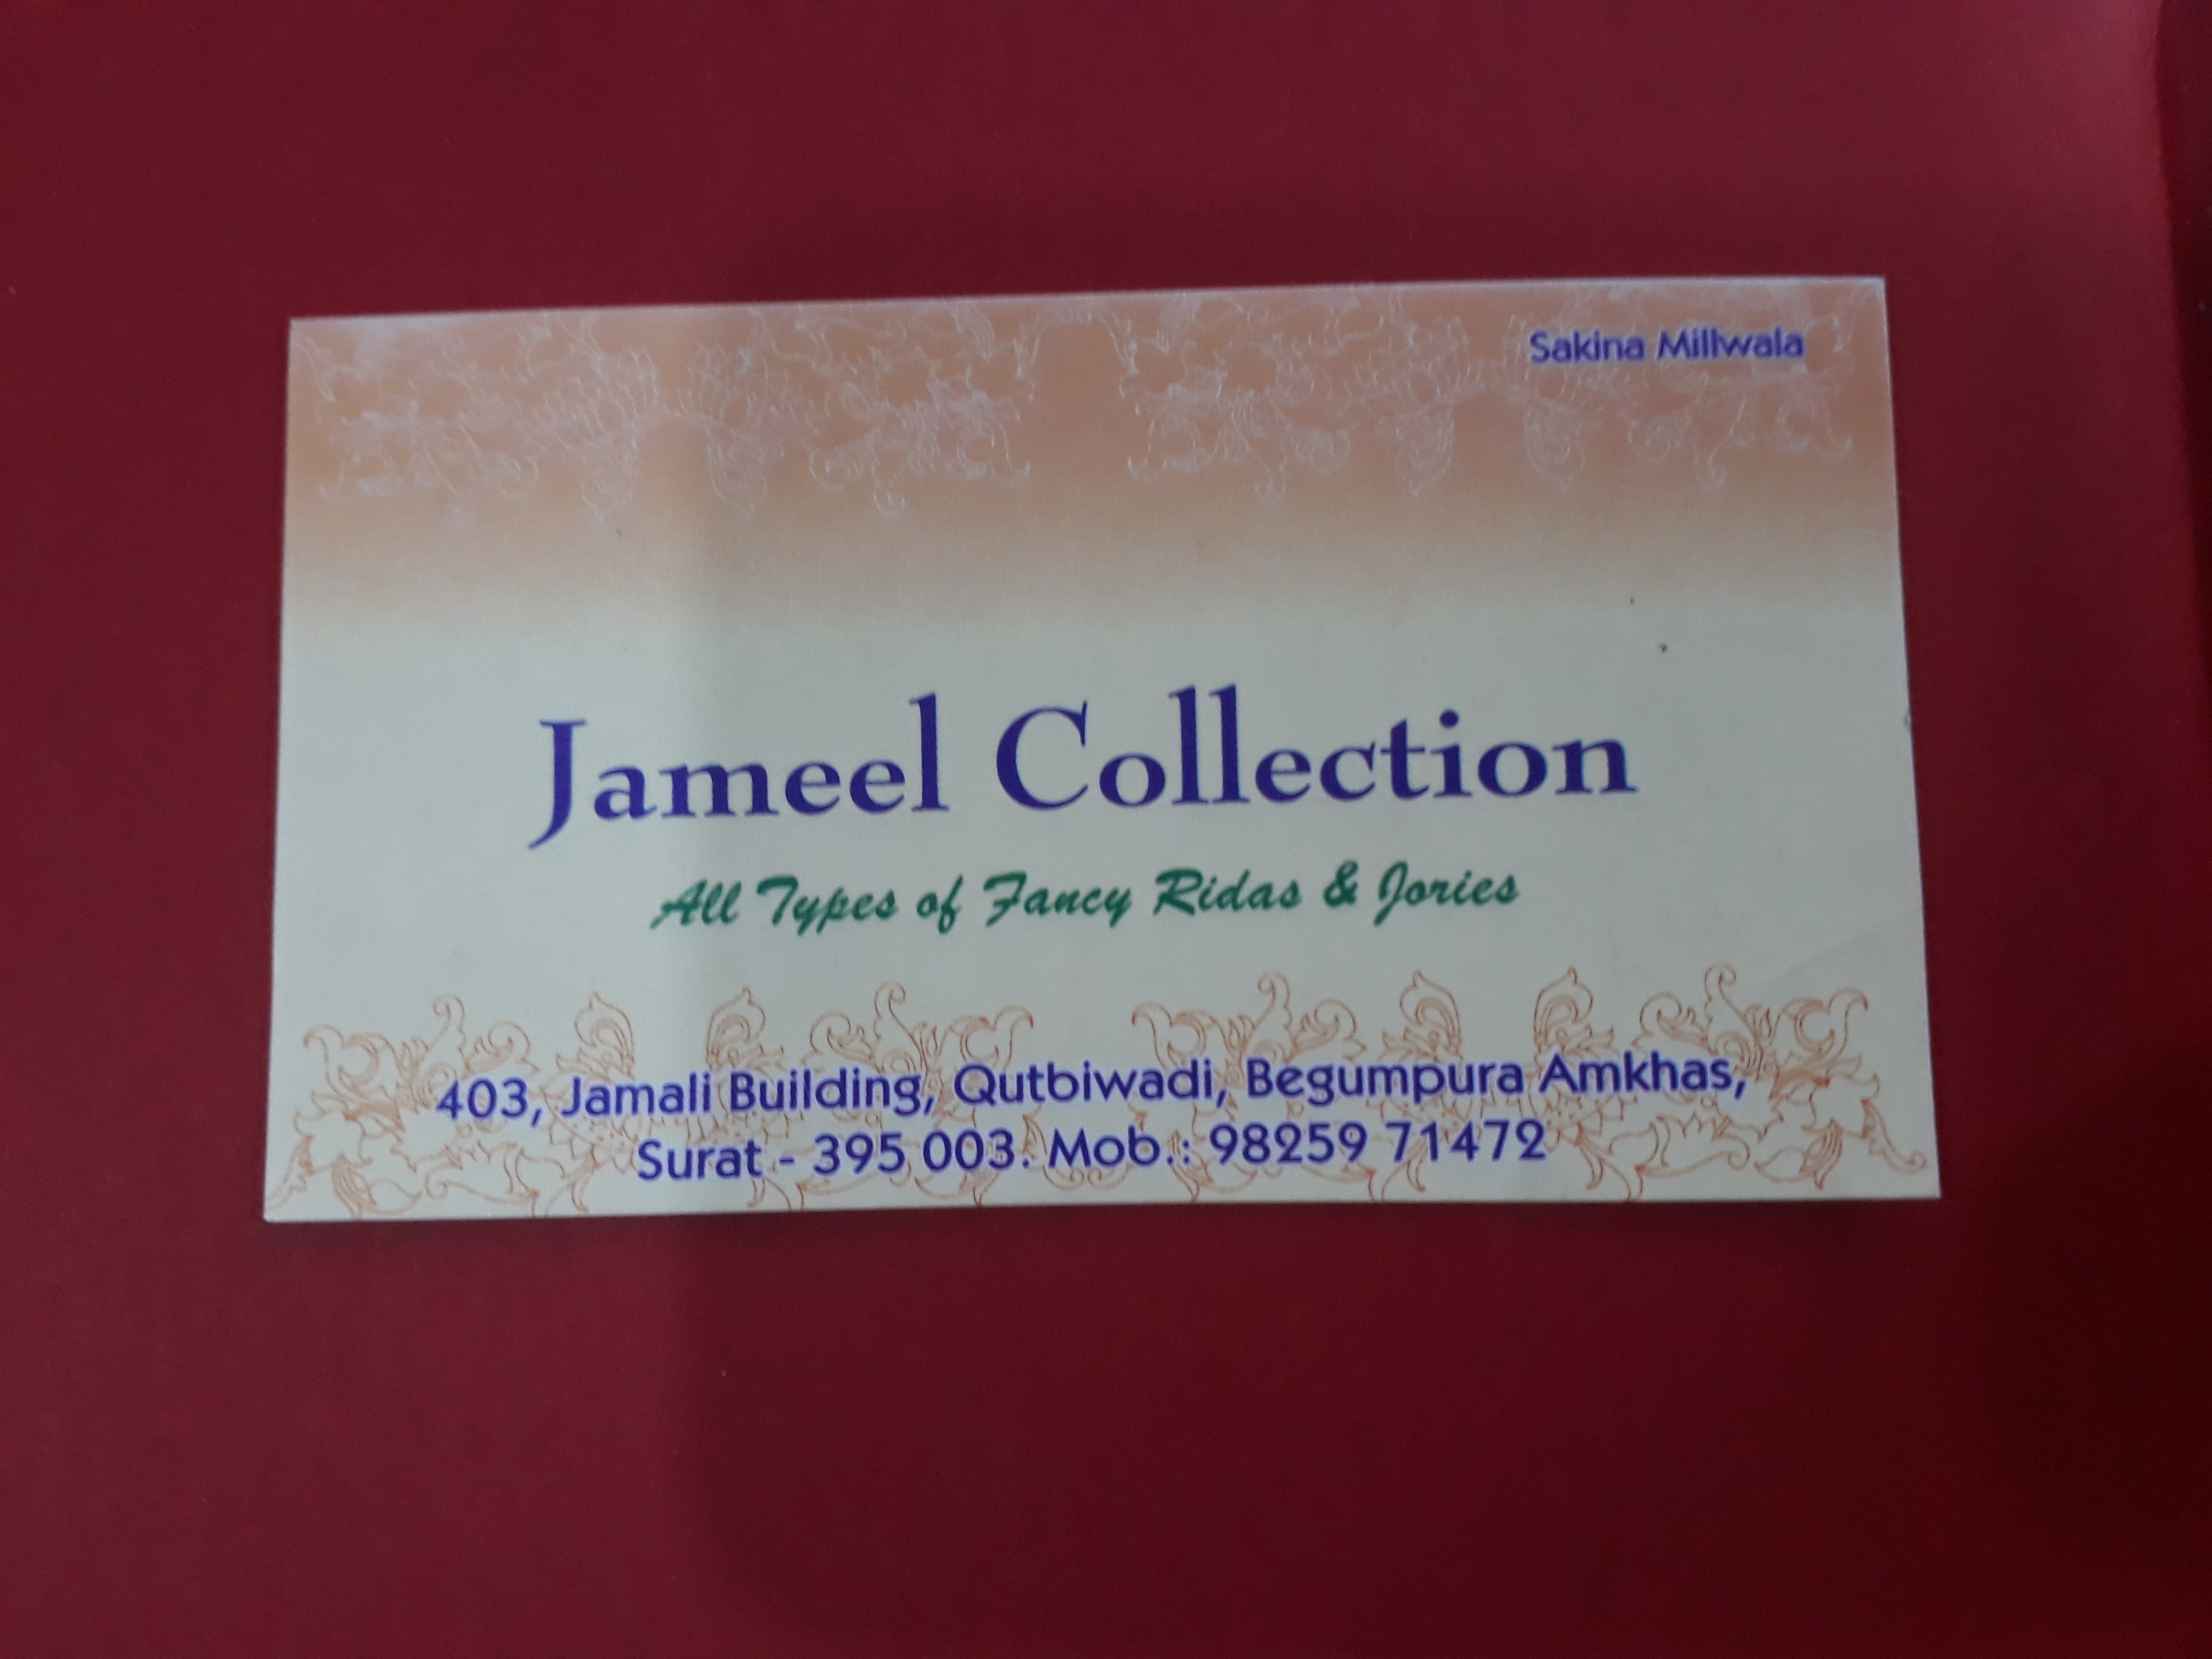 Sakina Millwala
Jameel Collection
All Types of Fancy Ridas & Jories
403, Jamali Building, Qutbiwadi, Begumpura Amkhas,
Surat - 395 003. Mob.: 98259 71472